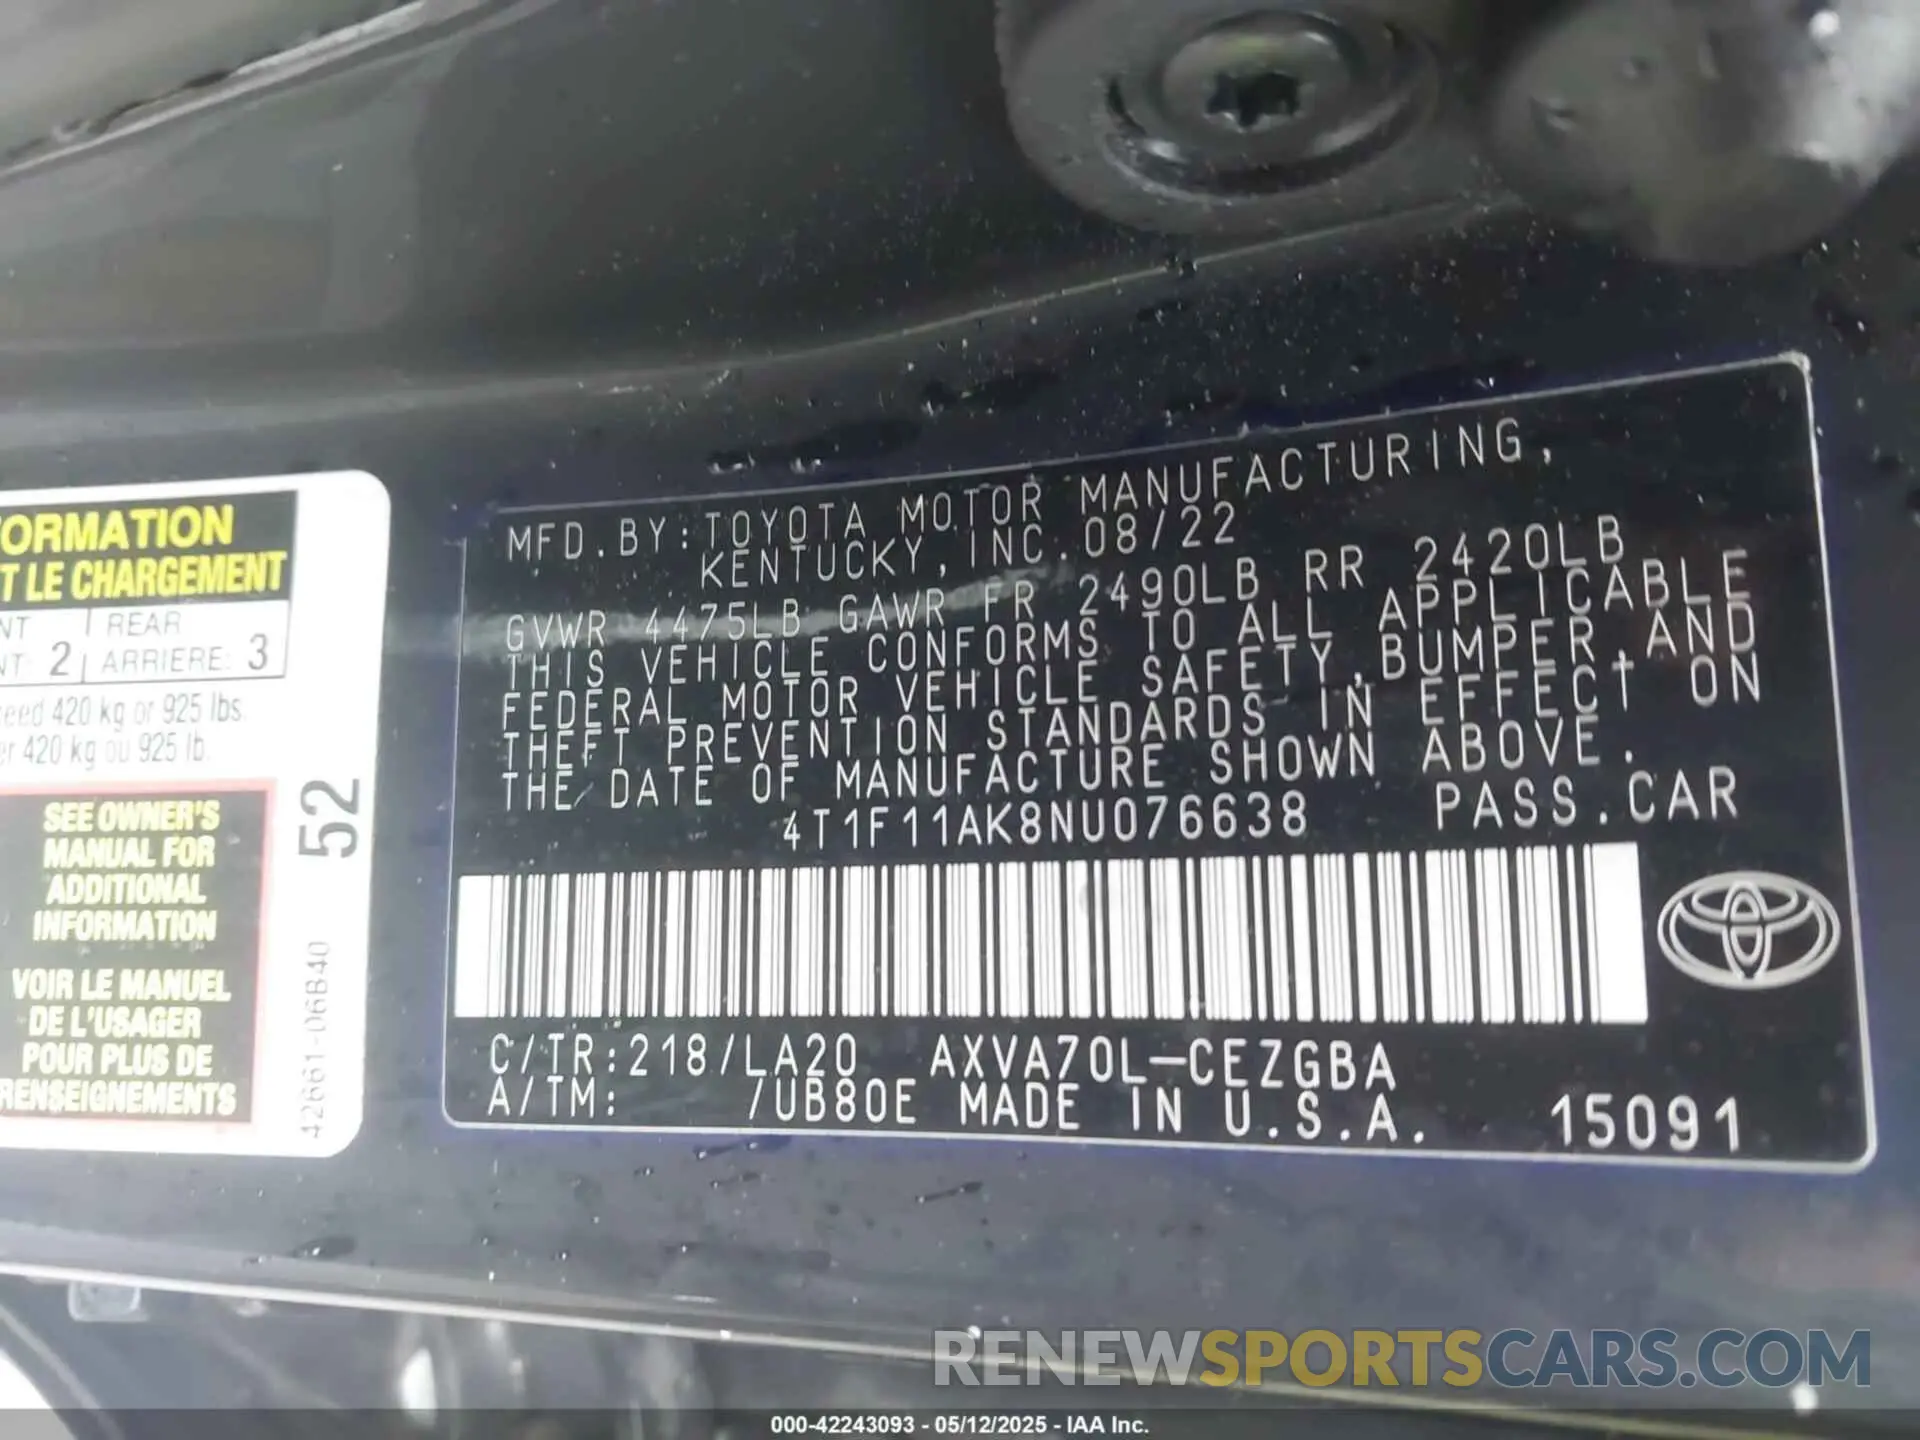 FORMATION
T LE CHARGEMENT
NT
REAR
NT: 2
ARRIERE: 3
eed 420 kg or 925 lbs.
er 420 kg ou 925 lb.
SEE OWNER'S
MANUAL FOR
ADDITIONAL
INFORMATION
VOIR LE MANUEL
DE L'USAGER
POUR PLUS DE
RENSEIGNEMENTS
52
42661-06B40
MFD.BY:TOYOTA MOTOR MANUFACTURING,
KENTUCKY,INC.08/22
GVWR 4475LB GAWR FR 2490LB RR 2420LB
THIS VEHICLE CONFORMS TO ALL APPLICABLE
FEDERAL MOTOR VEHICLE SAFETY,BUMPER,AND
THEFT PREVENTION STANDARDS IN EFFECT ON
THE DATE OF MANUFACTURE SHOWN ABOVE.
4T1F11AK8NU076638 PASS.CAR
C/TR:218/LA20 AXVA70L-CEZGBA
A/TM: /UB80E MADE IN U.S.A. 15091
RENEWSPORTSCARS.COM
000-42243093 - 05/12/2025 - IAA Inc.